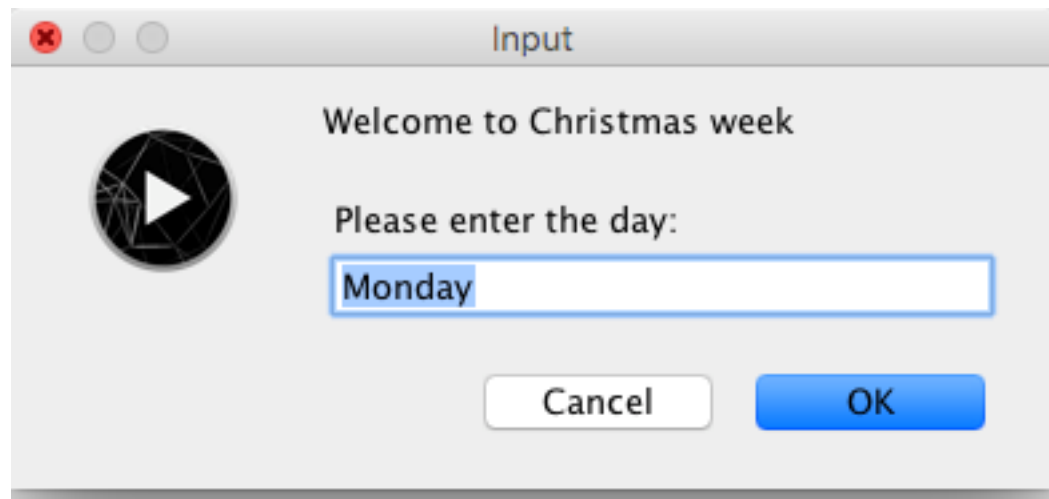 Input
Welcome to Christmas week
Please enter the day:
Monday
Cancel OK